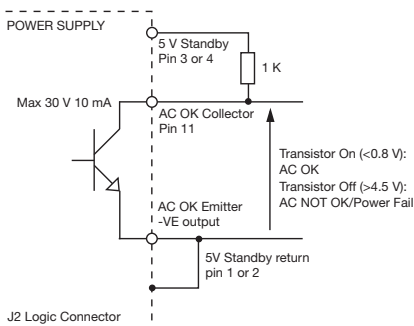 POWER SUPPLY
5 V Standby
Pin 3 or 4
1 K
Max 30 V 10 mA
AC OK Collector
Pin 11
Transistor On (<0.8 V):
AC OK
Transistor Off (>4.5 V):
AC NOT OK/Power Fail
AC OK Emitter
-VE output
5V Standby return
pin 1 or 2
J2 Logic Connector